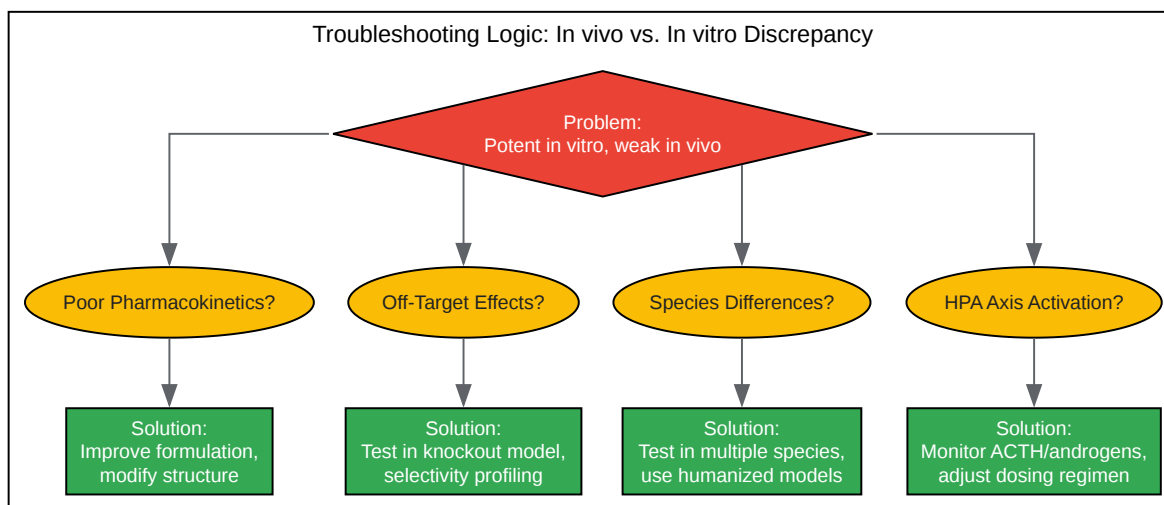 Troubleshooting Logic: In vivo vs. In vitro Discrepancy
Problem:
Potent in vitro, weak in vivo
Poor Pharmacokinetics?
Off-Target Effects?
Species Differences?
HPA Axis Activation?
Solution:
Improve formulation,
modify structure
Solution:
Test in knockout model,
selectivity profiling
Solution:
Test in multiple species,
use humanized models
Solution:
Monitor ACTH/androgens,
adjust dosing regimen